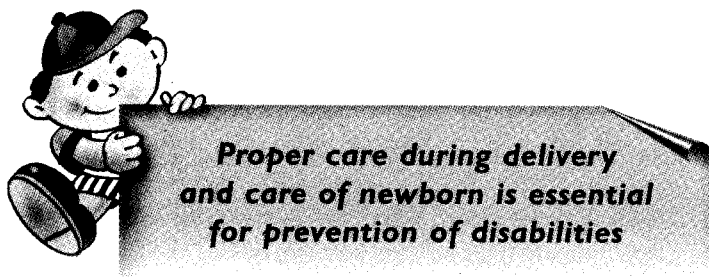 Proper care during delivery
and care of newborn is essential
for prevention of disabilities